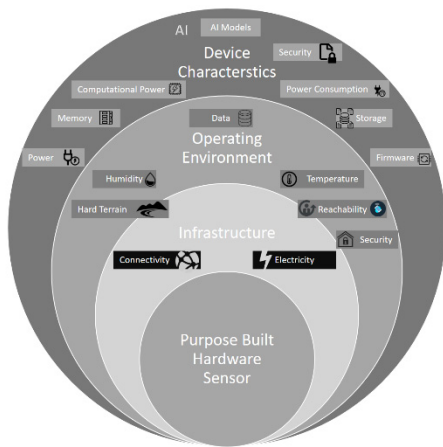 AI
AI Models
Device
Characterstics
Security
Computational Power
Power Consumption
Memory
Data
Storage
Operating
Environment
Power
Firmware
Humidity
Temperature
Hard Terrain
Reachability
Infrastructure
Security
Connectivity
Electricity
Purpose Built
Hardware
Sensor